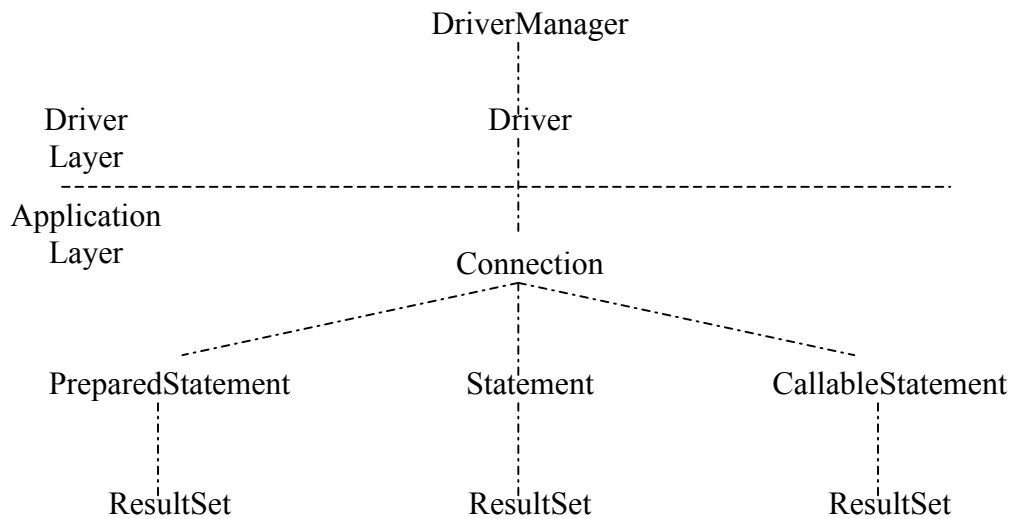 DriverManager
Driver
Layer
Driver
Application
Layer
Connection
PreparedStatement
Statement
CallableStatement
ResultSet
ResultSet
ResultSet